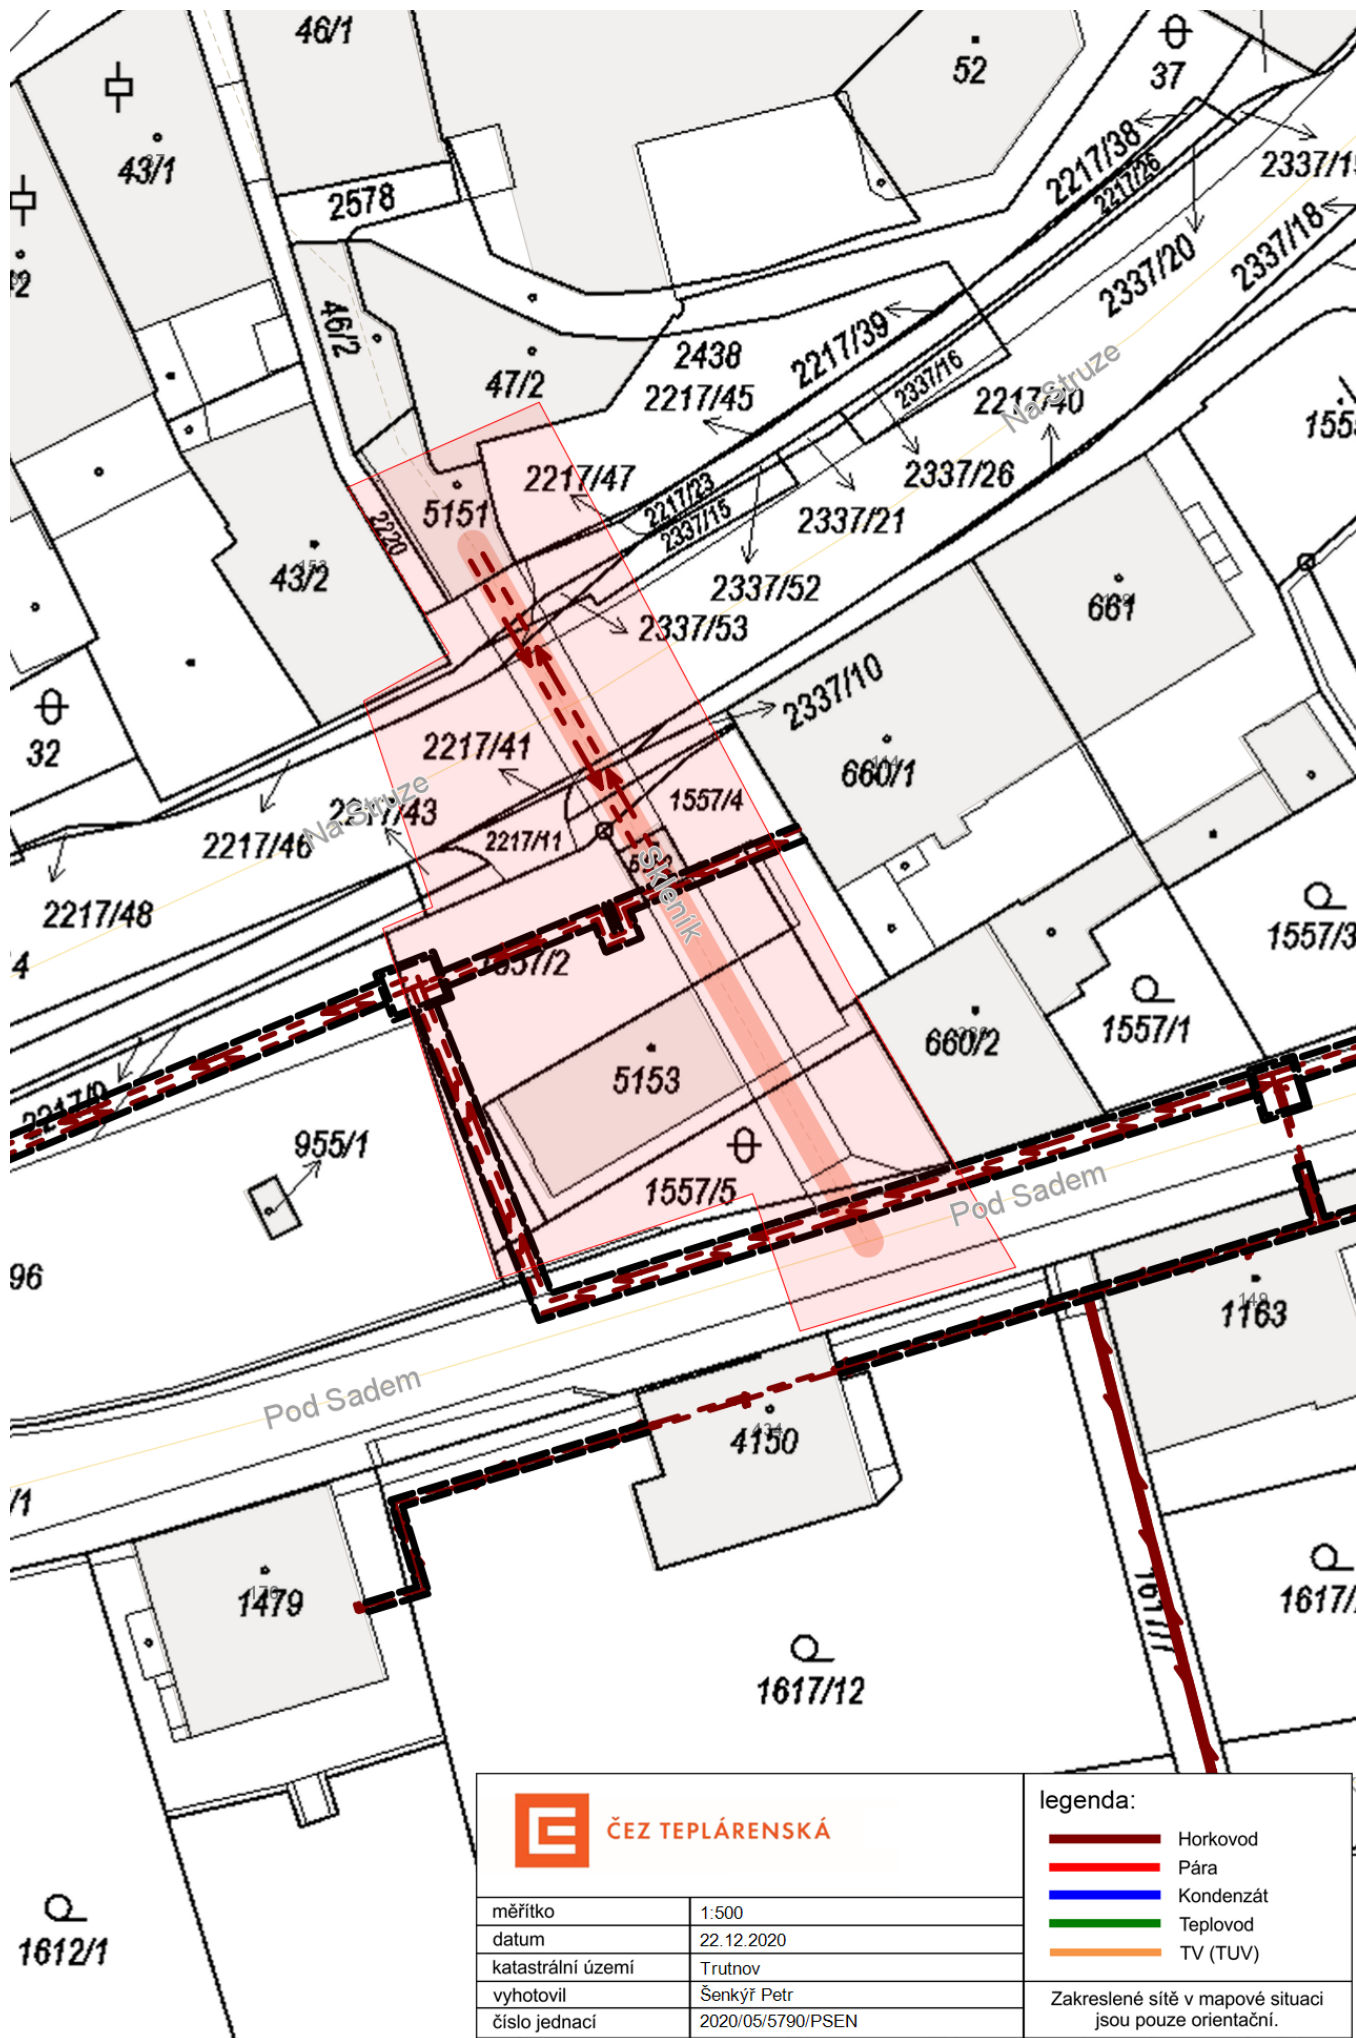 46/1
52
37
43/1
2578
2217/38
2217/26
2337/20
2337/18
46/2
47/2
2438
2217/39
2217/45
2337/16
2217/40
Na Struze
2217/47
2337/26
5151
2217/23
2337/15
2337/21
2220
43/2
2337/52
2337/53
661
32
2337/10
2217/41
660/1
Na Struze
2217/43
1557/4
2217/46
2217/11
Skleník
2217/48
1557/3
4
1557/2
660/2
1557/1
5153
2217/9
955/1
1557/5
Pod Sadem
96
1163
Pod Sadem
4150
/1
1479
1617/7
1617/12
1612/1
ČEZ TEPLÁRENSKÁ
měřítko 1:500
datum 22.12.2020
katastrální území Trutnov
vyhotovil Šenkýř Petr
číslo jednací 2020/05/5790/PSEN
legenda:
Horkovod
Pára
Kondenzát
Teplovod
TV (TUV)
Zakreslené sítě v mapové situaci
jsou pouze orientační.